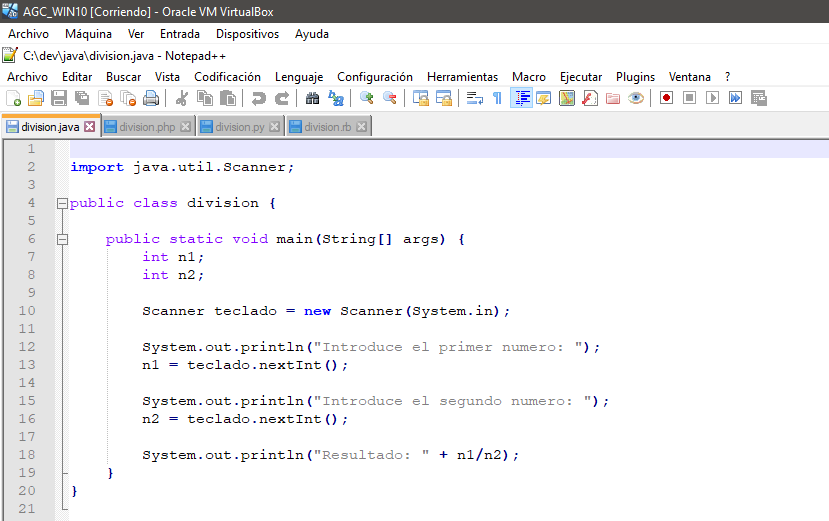 AGC_WIN10 [Corriendo] - Oracle VM VirtualBox
Archivo Máquina Ver Entrada Dispositivos Ayuda
C:\dev\java\division.java - Notepad++
Archivo Editar Buscar Vista Codificación Lenguaje Configuración Herramientas Macro Ejecutar Plugins Ventana ?
division.java division.php division.py division.rb
1
2 import java.util.Scanner;
3
4 public class division {
5
6 public static void main(String[] args) {
7 int n1;
8 int n2;
9
10 Scanner teclado = new Scanner(System.in);
11
12 System.out.println("Introduce el primer numero: ");
13 n1 = teclado.nextInt();
14
15 System.out.println("Introduce el segundo numero: ");
16 n2 = teclado.nextInt();
17
18 System.out.println("Resultado: " + n1/n2);
19 }
20 }
21